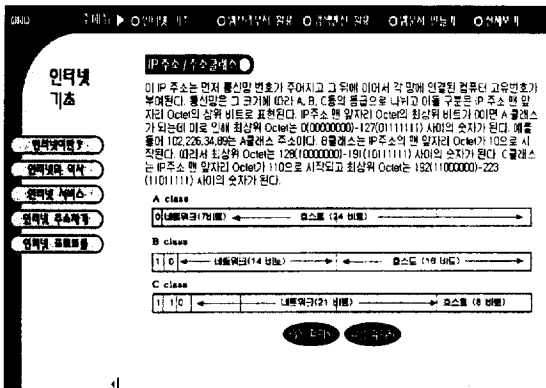 인터넷 기초
IP 주소 / 주소클래스
이 IP 주소는 먼저 통신망 번호가 주어지고 그 뒤에 이어서 각 망에 연결된 컴퓨터 고유번호가
부여된다. 통신망은 그 크기에 따라 A, B, C등의 등급으로 나뉘고 이들 구분은 IP 주소 맨 앞
자리 Octet의 상위 비트로 표현된다. IP 주소 맨 앞자리 Octet의 최상위 비트가 0이면 A 클래스
가 되는데 이로 인해 최상위 Octet는 0(00000000)-127(01111111) 사이의 숫자가 된다. 예를
들어 102,226,34,89는 A클래스 주소이다. B클래스는 IP주소의 맨 앞자리 Octet가 10으로 시
작된다. 따라서 최상위 Octet는 128(10000000)-191(10111111) 사이의 숫자가 된다. C클래스
는 IP주소 맨 앞자리 Octet가 110으로 시작되고 최상위 Octet는 192(11000000)-223
(11011111) 사이의 숫자가 된다.
인터넷이란?
인터넷의 역사
인터넷 서비스
인터넷 주소체계
인터넷 프로토콜
A class
0 네트워크(7비트) 호스트 (24 비트)
B class
1 0 네트워크(14 비트) 호스트 (16 비트)
C class
1 1 0 네트워크(21 비트) 호스트 (8 비트)